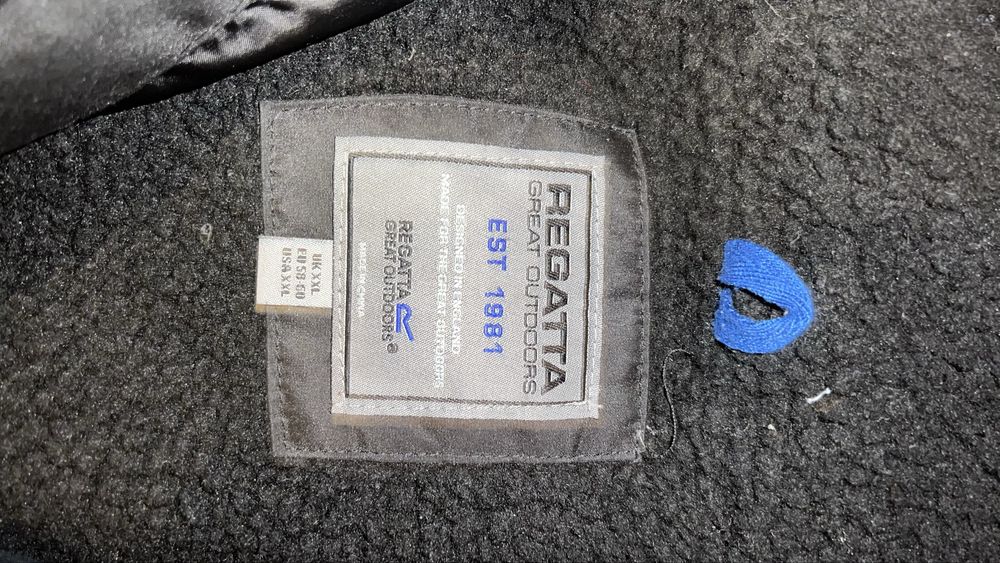 REGATTA
GREAT OUTDOORS
EST 1981
DESIGNED IN ENGLAND
MADE FOR THE GREAT OUTDOORS
REGATTA
GREAT OUTDOORS®
MADE IN CHINA
UK XXL
EU 58-60
USA XXL